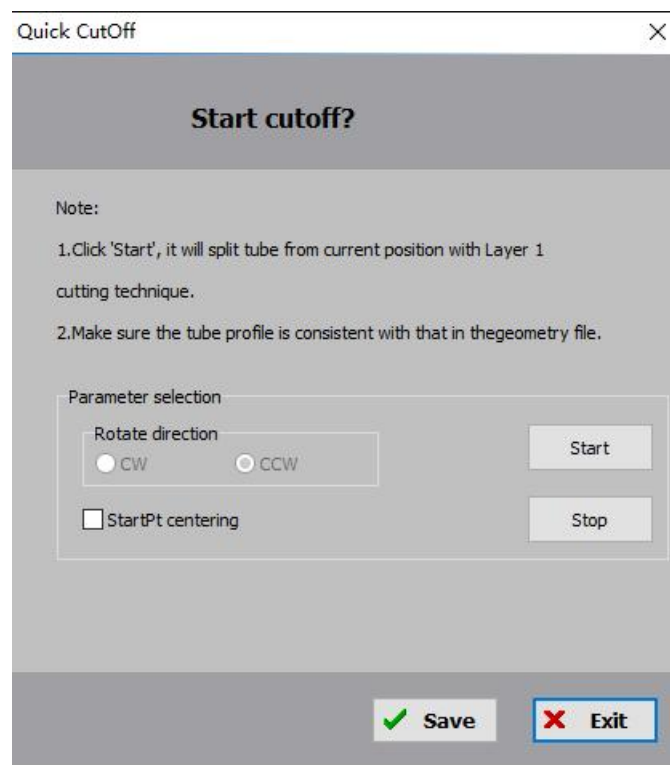 Quick CutOff
Start cutoff?
Note:
1.Click 'Start', it will split tube from current position with Layer 1
cutting technique.
2.Make sure the tube profile is consistent with that in thegeometry file.
Parameter selection
Rotate direction
CW
CCW
Start
StartPt centering
Stop
Save
Exit